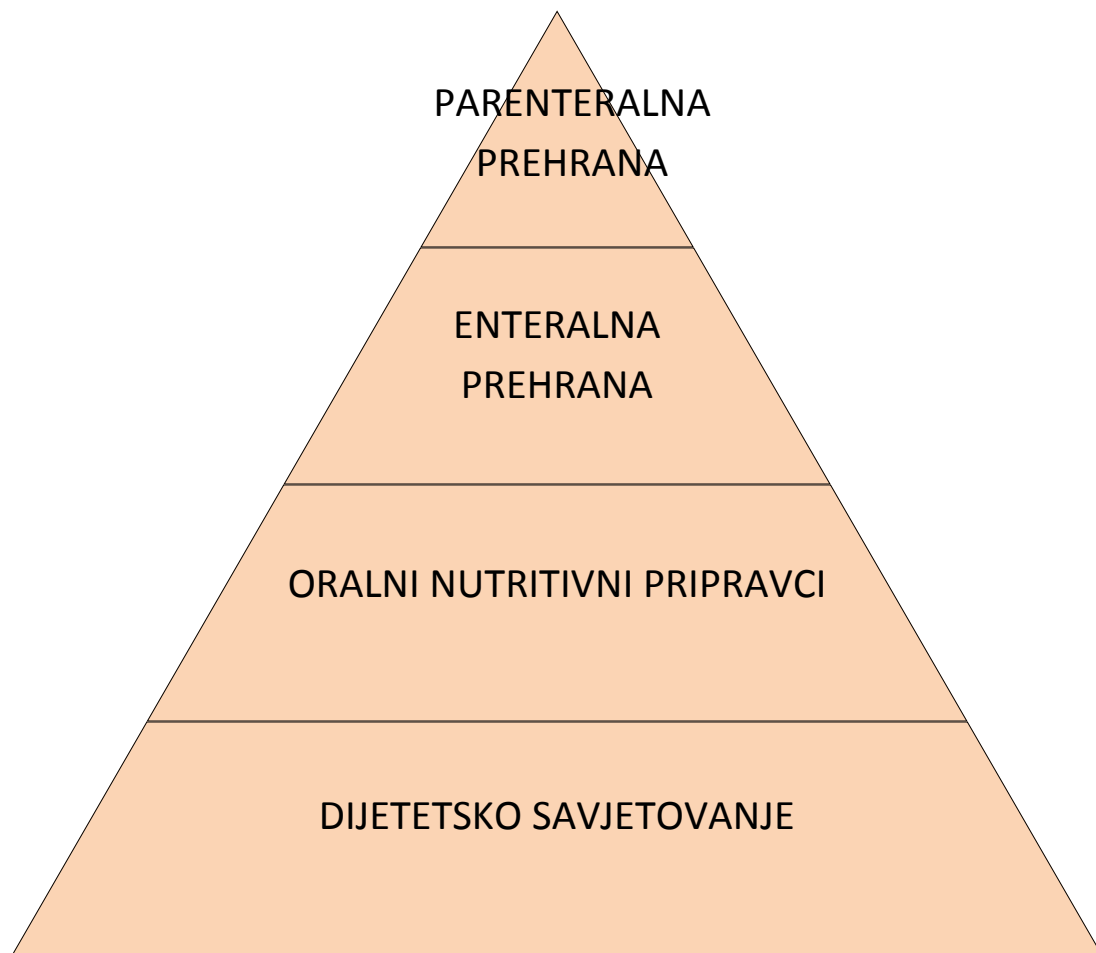 PARENTERALNA
PREHRANA
ENTERALNA
PREHRANA
ORALNI NUTRITIVNI PRIPRAVCI
DIJETETSKO SAVJETOVANJE